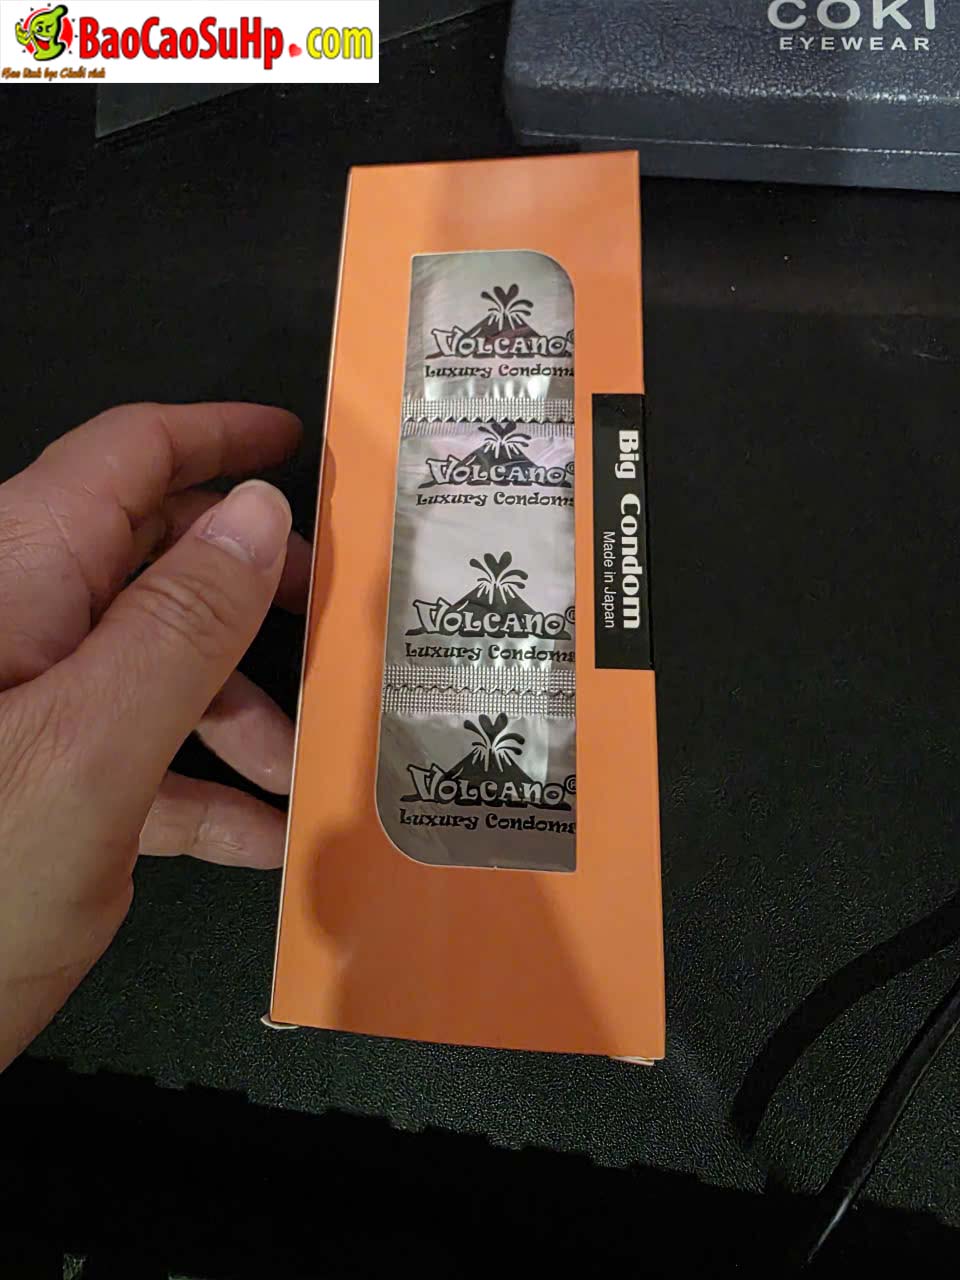 BaoCaoSuHp.com
COKI
EYEWEAR
VOLCANO
Luxury Condoms
VOLCANO®
Luxury Condoms
VOLCANO
Luxury Condoms
VOLCANO®
Luxury Condoms
Big Condom
Made in Japan